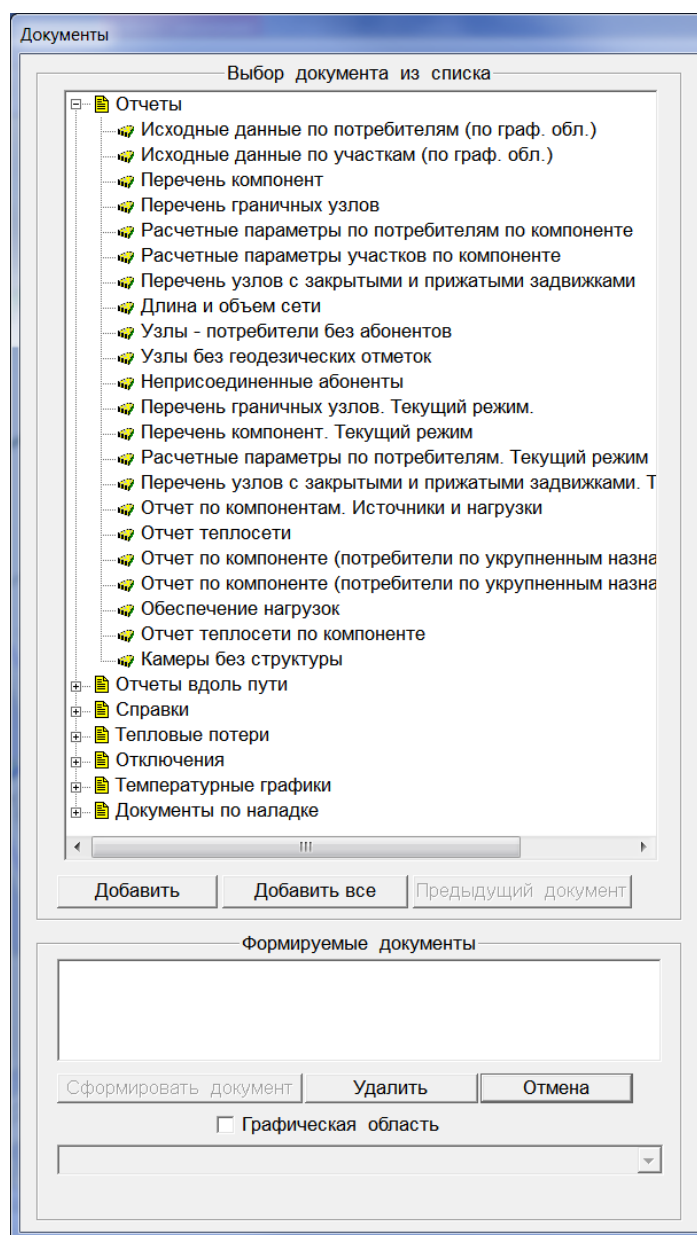 Документы
Выбор документа из списка
Отчеты
Исходные данные по потребителям (по граф. обл.)
Исходные данные по участкам (по граф. обл.)
Перечень компонент
Перечень граничных узлов
Расчетные параметры по потребителям по компоненте
Расчетные параметры участков по компоненте
Перечень узлов с закрытыми и прижатыми задвижками
Длина и объем сети
Узлы - потребители без абонентов
Узлы без геодезических отметок
Неприсоединенные абоненты
Перечень граничных узлов. Текущий режим.
Перечень компонент. Текущий режим
Расчетные параметры по потребителям. Текущий режим
Перечень узлов с закрытыми и прижатыми задвижками. Т
Отчет по компонентам. Источники и нагрузки
Отчет теплосети
Отчет по компоненте (потребители по укрупненным назна
Отчет по компоненте (потребители по укрупненным назна
Обеспечение нагрузок
Отчет теплосети по компоненте
Камеры без структуры
Отчеты вдоль пути
Справки
Тепловые потери
Отключения
Температурные графики
Документы по наладке
Добавить Добавить все Предыдущий документ
Формируемые документы
Сформировать документ Удалить Отмена
Графическая область